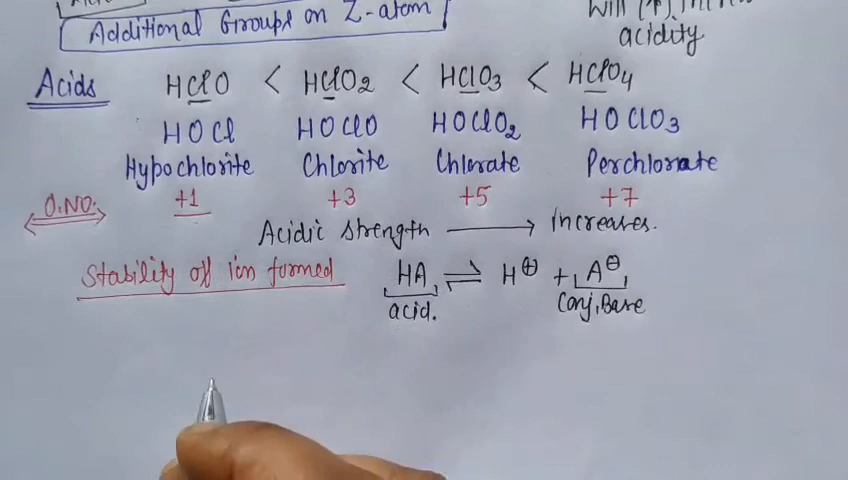 Additional Groups on Z-atom
will (↑)
acidity
Acids HClO < HClO₂ < HClO₃ < HClO₄
HOCl HOClO HOClO₂ HOClO₃
Hypochlorite Chlorite Chlorate Perchlorate
O.NO. +1 +3 +5 +7
Acidic strength ⟶ increases.
Stability of ion formed HA ⇌ H⊕ + A⊖
acid. Conj. Base